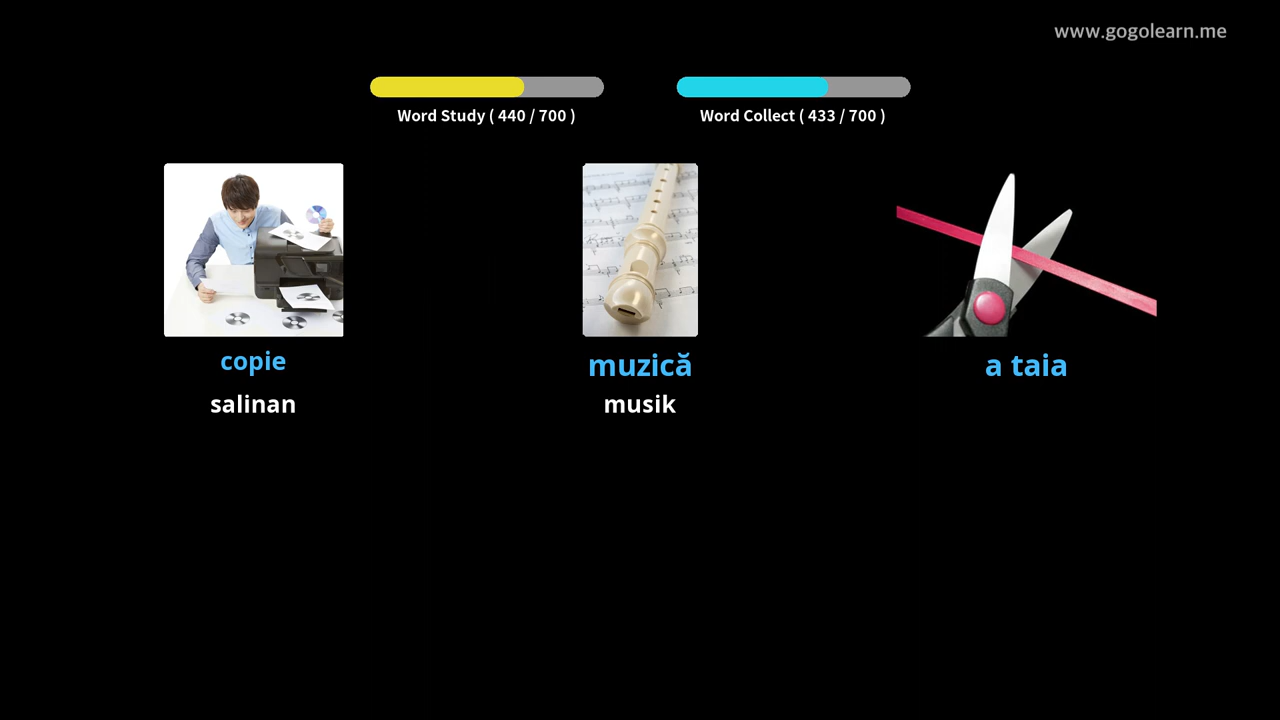 www.gogolearn.me
Word Study ( 440 / 700 )
Word Collect ( 433 / 700 )
copie
muzică
a taia
salinan
musik